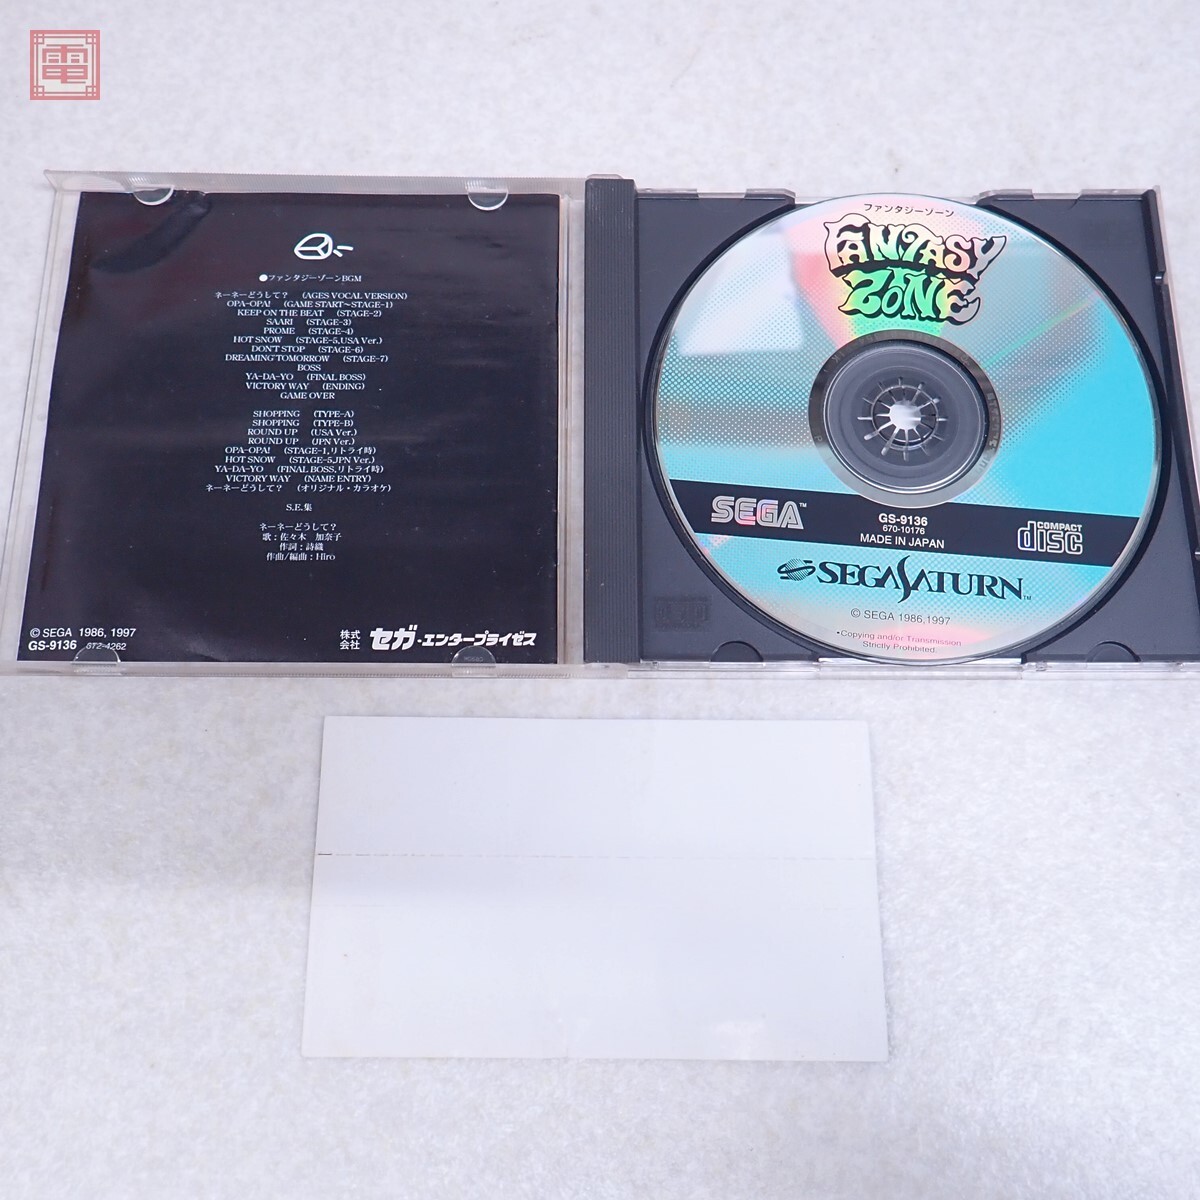 電
●ファンタジーゾーンBGM
ネーネーどうして? (AGES VOCAL VERSION)
OPA-OPA! (GAME START〜STAGE-1)
KEEP ON THE BEAT (STAGE-2)
SAARI (STAGE-3)
PROME (STAGE-4)
HOT SNOW (STAGE-5,USA Ver.)
DON'T STOP (STAGE-6)
DREAMING TOMORROW (STAGE-7)
BOSS
YA-DA-YO (FINAL BOSS)
VICTORY WAY (ENDING)
GAME OVER
SHOPPING (TYPE-A)
SHOPPING (TYPE-B)
ROUND UP (USA Ver.)
ROUND UP (JPN Ver.)
OPA-OPA! (STAGE-1,リトライ時)
HOT SNOW (STAGE-5,JPN Ver.)
YA-DA-YO (FINAL BOSS,リトライ時)
VICTORY WAY (NAME ENTRY)
ネーネーどうして? (オリジナル・カラオケ)
S.E.集
ネーネーどうして?
歌:佐々木 加奈子
作詞:詩織
作曲/編曲:Hiro
© SEGA 1986, 1997
GS-9136 672-4262
株式会社 セガ・エンタープライゼス
ファンタジーゾーン
FANTASY
ZONE
SEGA™
GS-9136
670-10176
MADE IN JAPAN
COMPACT
disc
SEGA SATURN™
© SEGA 1986,1997
•Copying and/or Transmission
Strictly Prohibited.